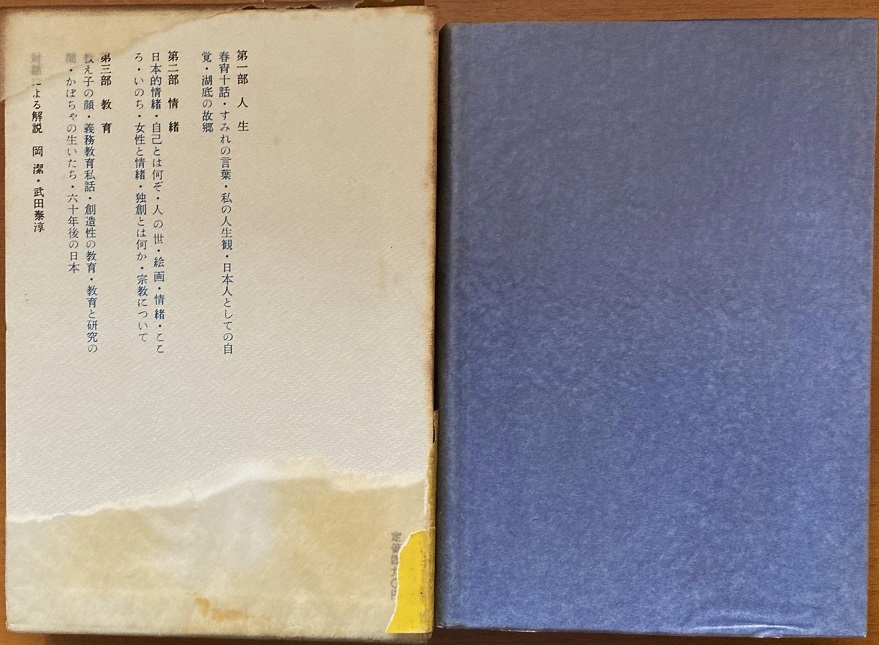 第一部　人　生
春宵十話・すみれの言葉・私の人生観・日本人としての自
覚・湖底の故郷
第二部　情　緒
日本的情緒・自己とは何ぞ・人の世・絵画・情緒・ここ
ろ・いのち・女性と情緒・独創とは何か・宗教について
第三部　教　育
教え子の顔・義務教育私話・創造性の教育・教育と研究の
間・かぼちゃの生いたち・六十年後の日本
対話による解説　岡　潔・武田泰淳
定価